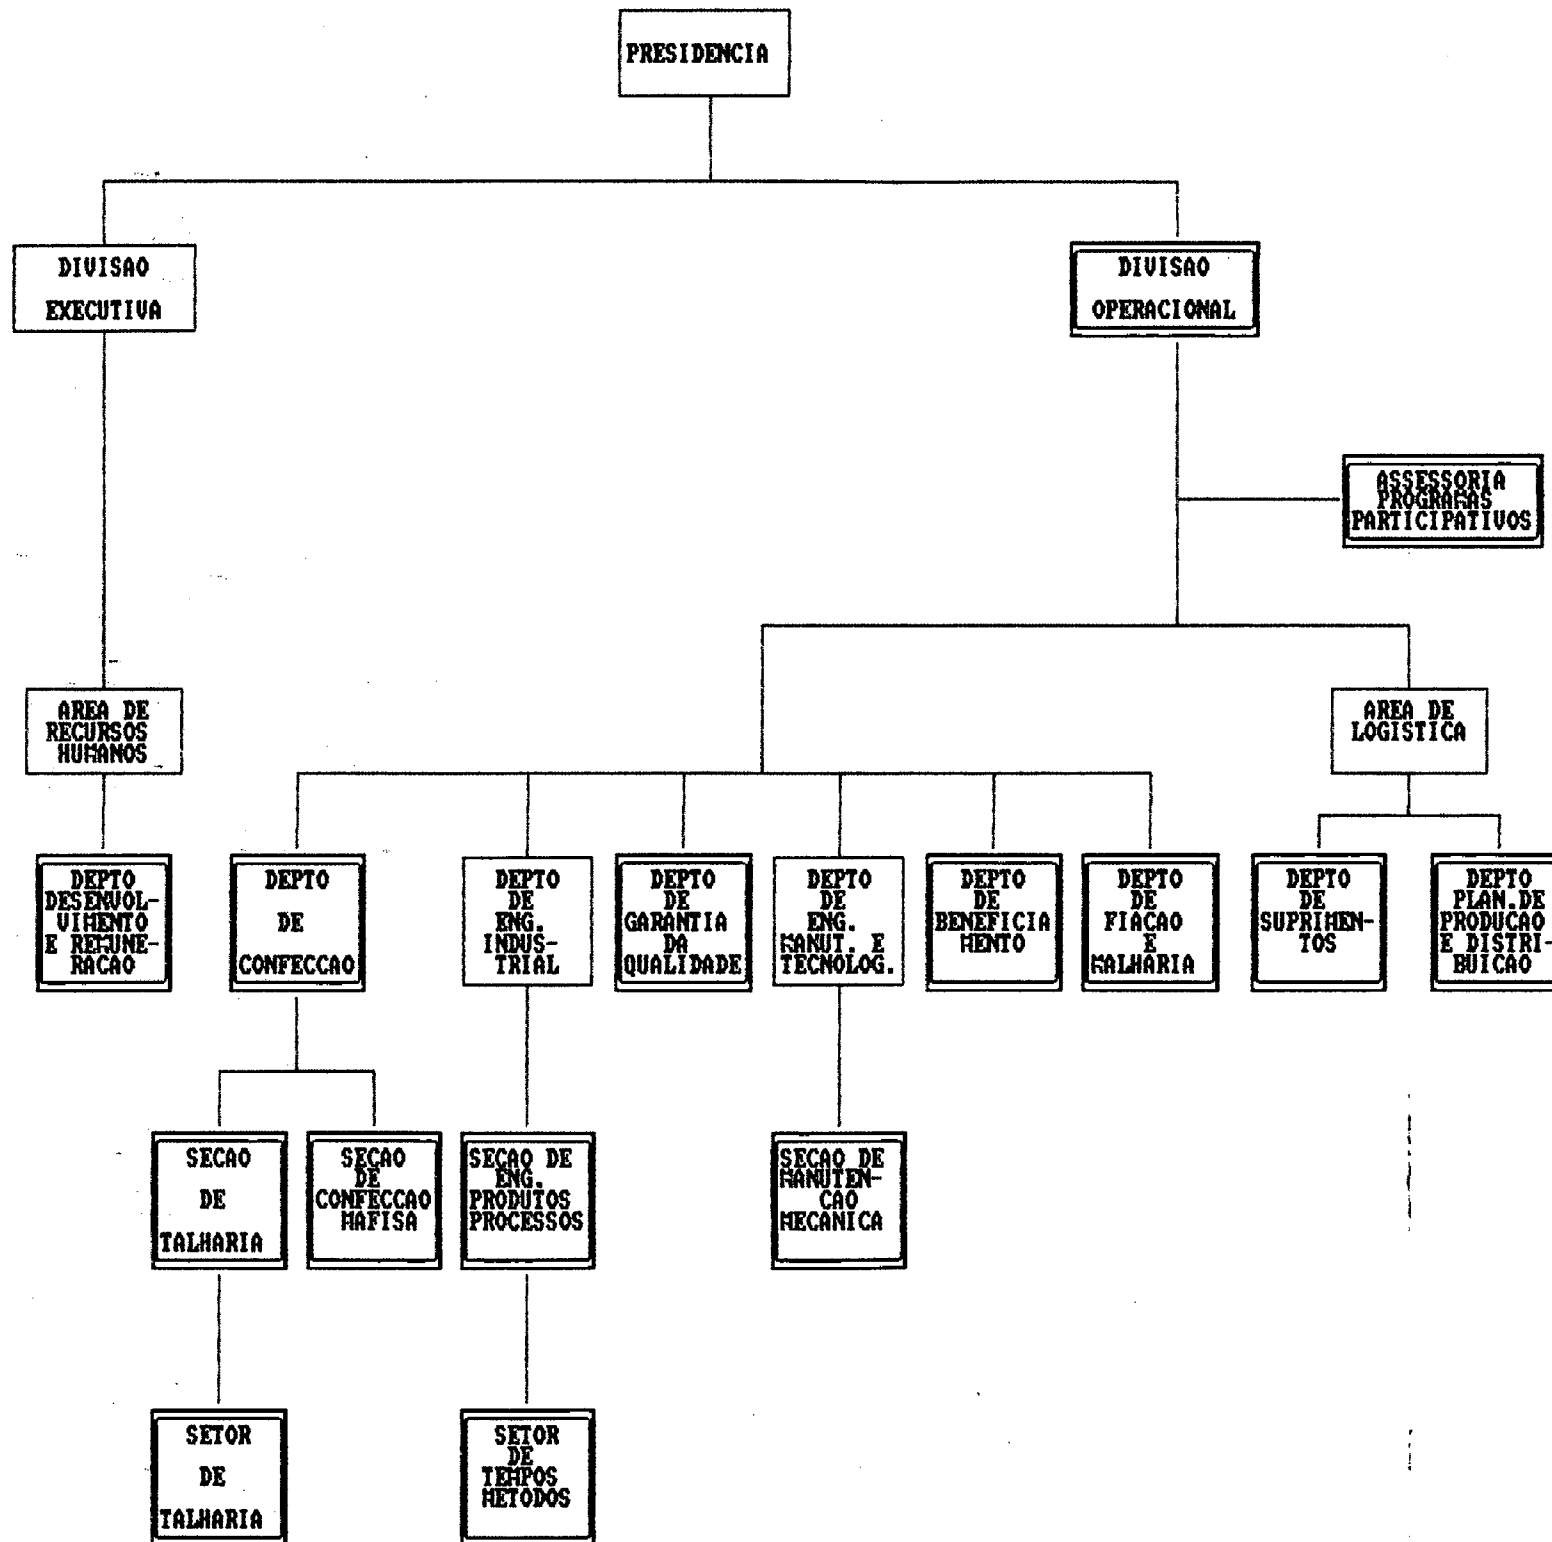 PRESIDENCIA
DIVISAO
EXECUTIVA
DIVISAO
OPERACIONAL
ASSESSORIA
PROGRAMAS
PARTICIPATIVOS
AREA DE
RECURSOS
HUMANOS
AREA DE
LOGISTICA
DEPTO
DESENVOL-
VIMENTO
E REMUNE-
RACAO
DEPTO
DE
CONFECCAO
DEPTO
DE
ENG.
INDUS-
TRIAL
DEPTO
DE
GARANTIA
DA
QUALIDADE
DEPTO
DE
ENG.
MANUT. E
TECNOLOG.
DEPTO
DE
BENEFICIA
MENTO
DEPTO
DE
FIACAO
E
MALHARIA
DEPTO
DE
SUPRIMEN-
TOS
DEPTO
PLAN.DE
PRODUCAO
E DISTRI-
BUICAO
SECAO
DE
TALHARIA
SECAO
DE
CONFECCAO
MAFISA
SECAO DE
ENG.
PRODUTOS
PROCESSOS
SECAO DE
MANUTEN-
CAO
MECANICA
SETOR
DE
TALHARIA
SETOR
DE
TEMPOS
METODOS